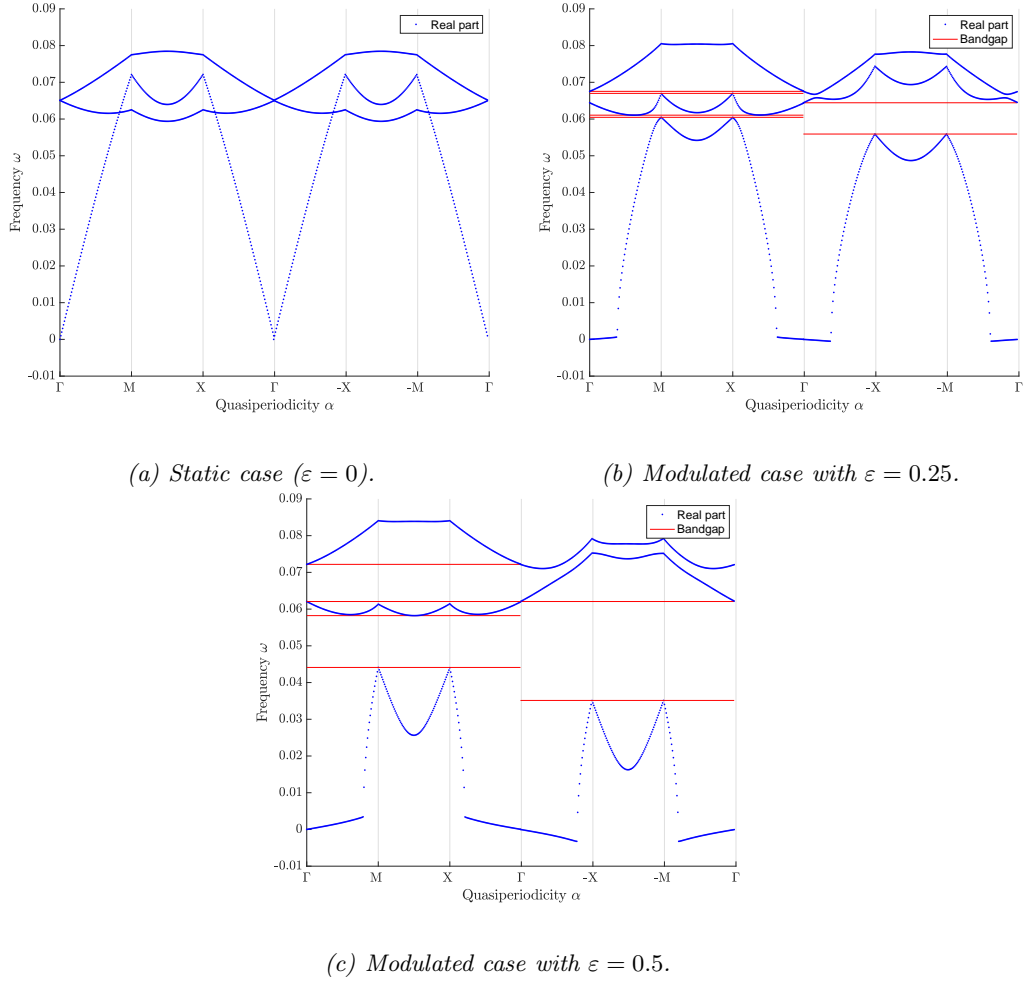 0.09
0.08
0.07
0.06
0.05
0.04
0.03
0.02
0.01
0
-0.01
Frequency ω
Real part
Γ M X Γ -X -M Γ
Quasiperiodicity α
(a) Static case (ε = 0).
0.09
0.08
0.07
0.06
0.05
0.04
0.03
0.02
0.01
0
-0.01
Frequency ω
Real part
Bandgap
Γ M X Γ -X -M Γ
Quasiperiodicity α
(b) Modulated case with ε = 0.25.
0.09
0.08
0.07
0.06
0.05
0.04
0.03
0.02
0.01
0
-0.01
Frequency ω
Real part
Bandgap
Γ M X Γ -X -M Γ
Quasiperiodicity α
(c) Modulated case with ε = 0.5.